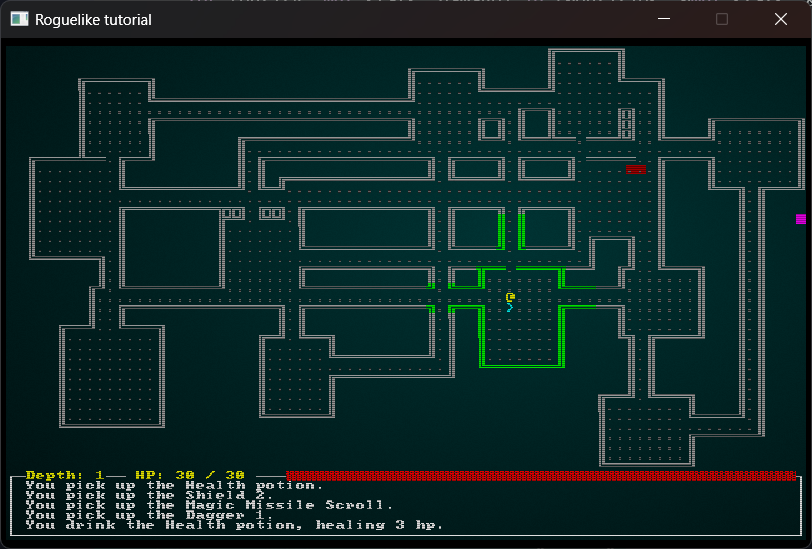 Roguelike tutorial
Depth: 1 HP: 30 / 30
You pick up the Health potion.
You pick up the Shield 2.
You pick up the Magic Missile Scroll.
You pick up the Dagger 1.
You drink the Health potion, healing 3 hp.